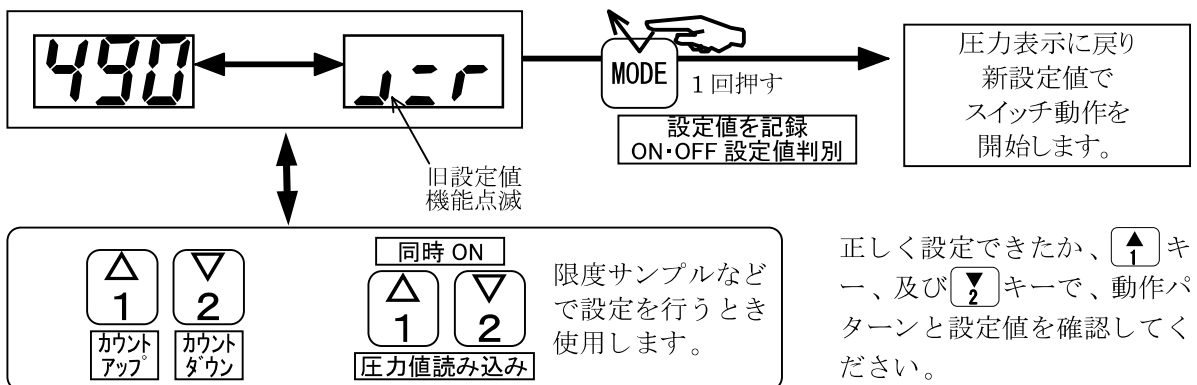 490
MODE
1回押す
設定値を記録
ON・OFF 設定値判別
圧力表示に戻り
新設定値で
スイッチ動作を
開始します。
旧設定値
機能点滅
△
1
▽
2
カウント
アップ
カウント
ダウン
同時 ON
△
1
▽
2
圧力値読み込み
限度サンプルなど
で設定を行うとき
使用します。
正しく設定できたか、▲1キ
ー、及び▼2キーで、動作パ
ターンと設定値を確認してく
ださい。